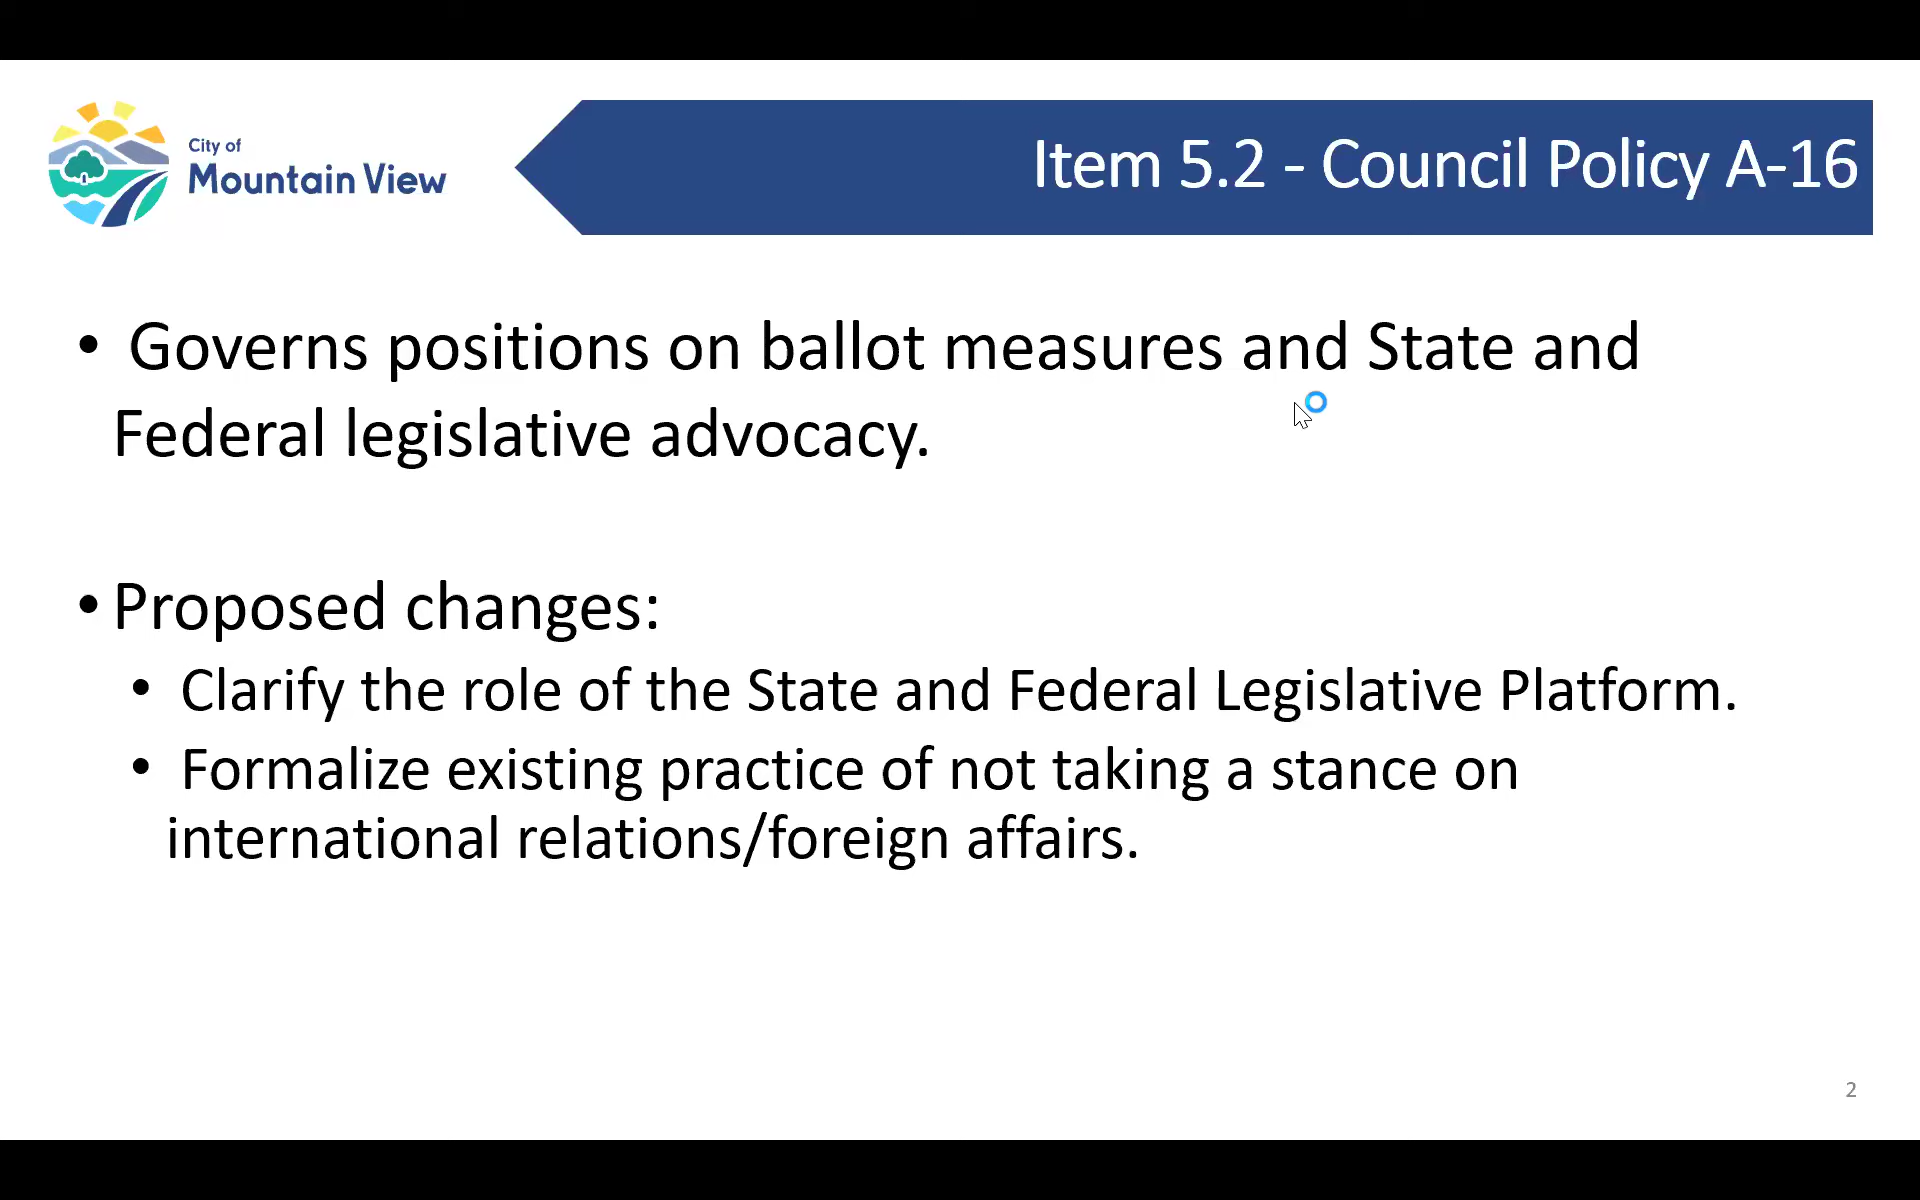 City of
Mountain View
Item 5.2 - Council Policy A-16
• Governs positions on ballot measures and State and
Federal legislative advocacy.
• Proposed changes:
• Clarify the role of the State and Federal Legislative Platform.
• Formalize existing practice of not taking a stance on
international relations/foreign affairs.
2